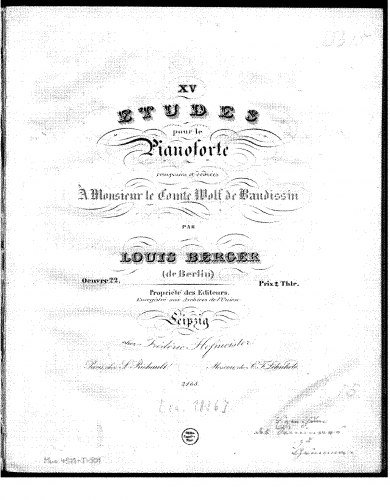 XV
ETUDES
pour le
Pianoforte
composées et dédiées
À Monsieur le Comte Wolf de Baudissin
PAR
LOUIS BERGER
(de Berlin)
Oeuvre 22.
Prix 2 Thlr.
Propriété des Editeurs.
Enregistré aux Archives de l'Union
Leipzig
chez Frédéric Hofmeister
Paris, chez S. Richault
Moscou, chez C. F. Lehnhold
2168